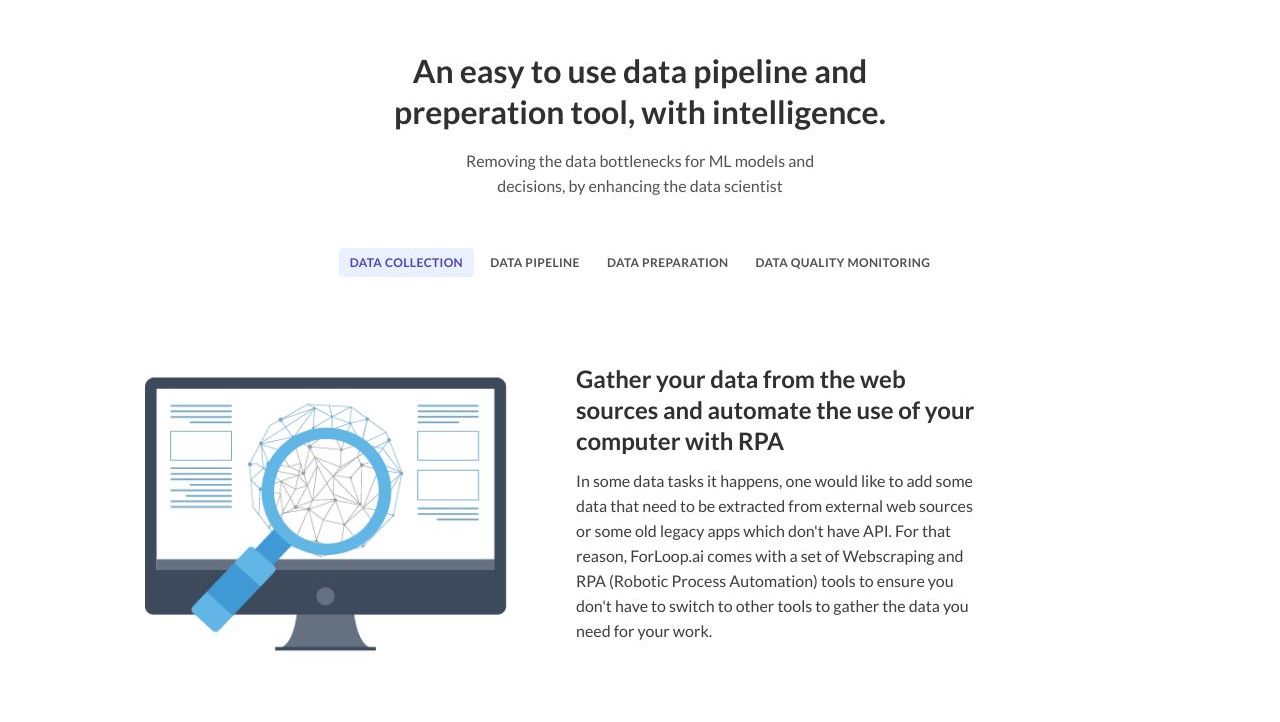 An easy to use data pipeline and
preperation tool, with intelligence.
Removing the data bottlenecks for ML models and
decisions, by enhancing the data scientist
DATA COLLECTION DATA PIPELINE DATA PREPARATION DATA QUALITY MONITORING
Gather your data from the web
sources and automate the use of your
computer with RPA
In some data tasks it happens, one would like to add some
data that need to be extracted from external web sources
or some old legacy apps which don't have API. For that
reason, ForLoop.ai comes with a set of Webscraping and
RPA (Robotic Process Automation) tools to ensure you
don't have to switch to other tools to gather the data you
need for your work.